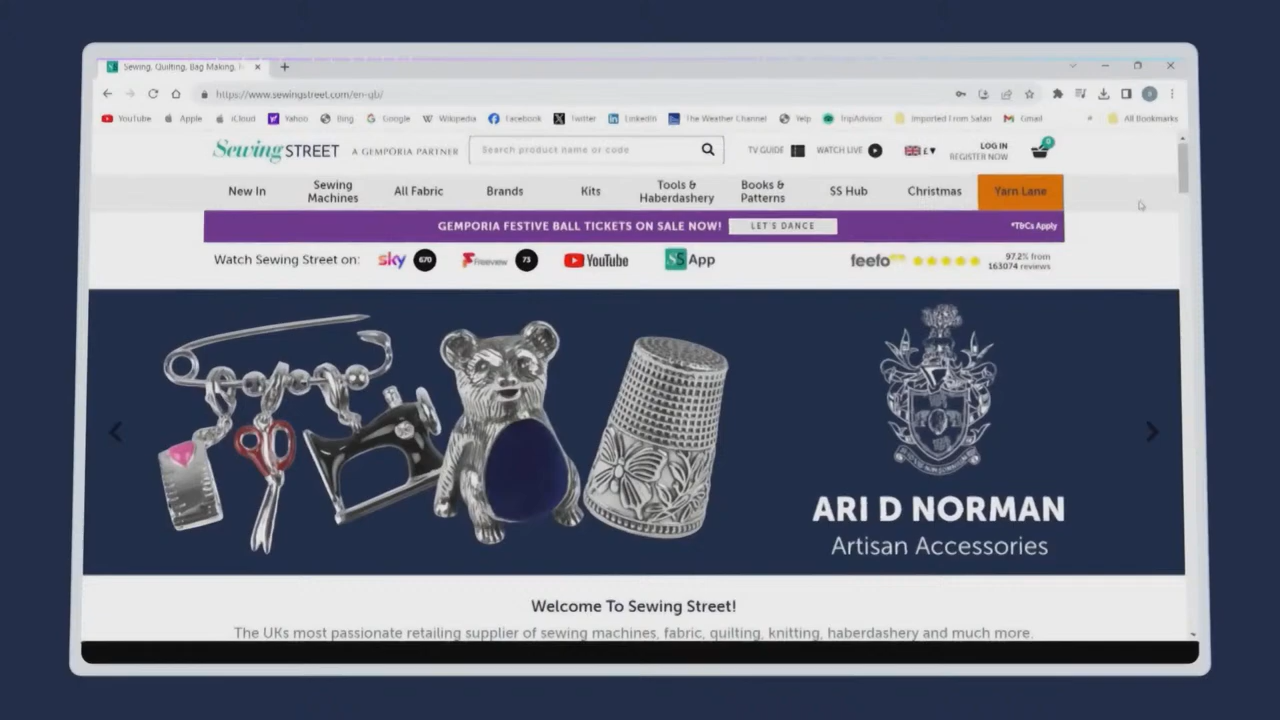 Sewing, Quilting, Bag Making,
https://www.sewingstreet.com/en-gb/
YouTube Apple iCloud Yahoo Bing Google Wikipedia Facebook Twitter LinkedIn The Weather Channel Yelp TripAdvisor Imported From Safari Gmail » All Bookmarks
Sewing STREET A GEMPORIA PARTNER Search product name or code TV GUIDE WATCH LIVE £ LOG IN
REGISTER NOW
New In Sewing Machines All Fabric Brands Kits Tools & Haberdashery Books & Patterns SS Hub Christmas Yarn Lane
GEMPORIA FESTIVE BALL TICKETS ON SALE NOW! LET'S DANCE *T&Cs Apply
Watch Sewing Street on: sky 670 Freeview 73 YouTube SS App feefo 97.2% from
163074 reviews
ARI D NORMAN
Artisan Accessories
Welcome To Sewing Street!
The UKs most passionate retailing supplier of sewing machines, fabric, quilting, knitting, haberdashery and much more.